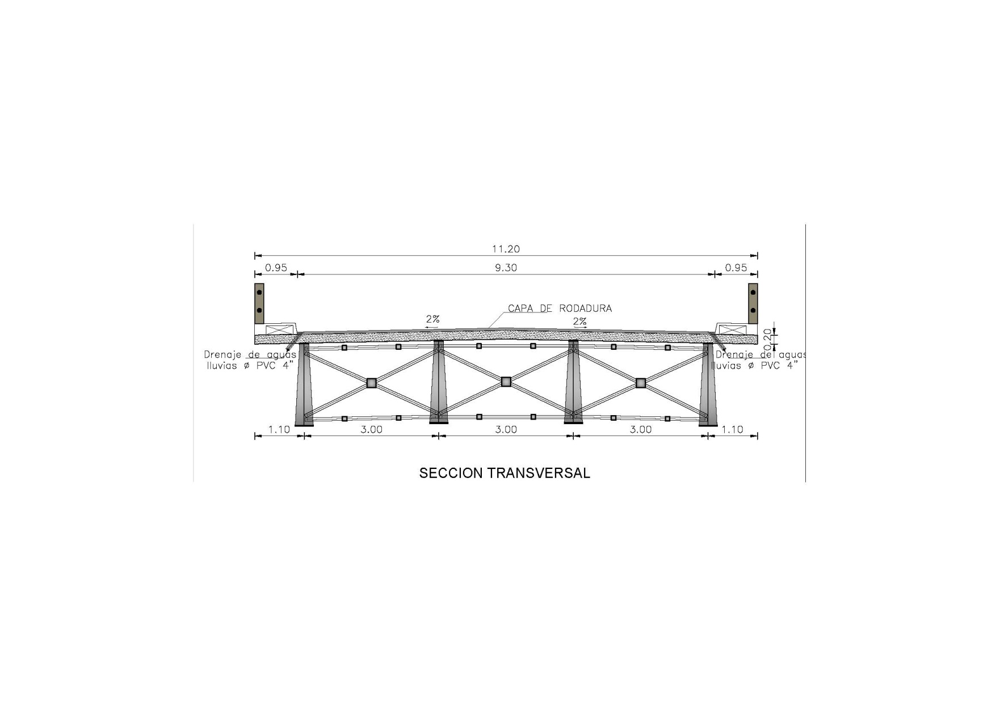 11.20
0.95 9.30 0.95
CAPA DE RODADURA
2% 2%
0.20
Drenaje de aguas
lluvias ø PVC 4"
Drenaje del aguas
lluvias ø PVC 4"
1.10 3.00 3.00 3.00 1.10
SECCION TRANSVERSAL